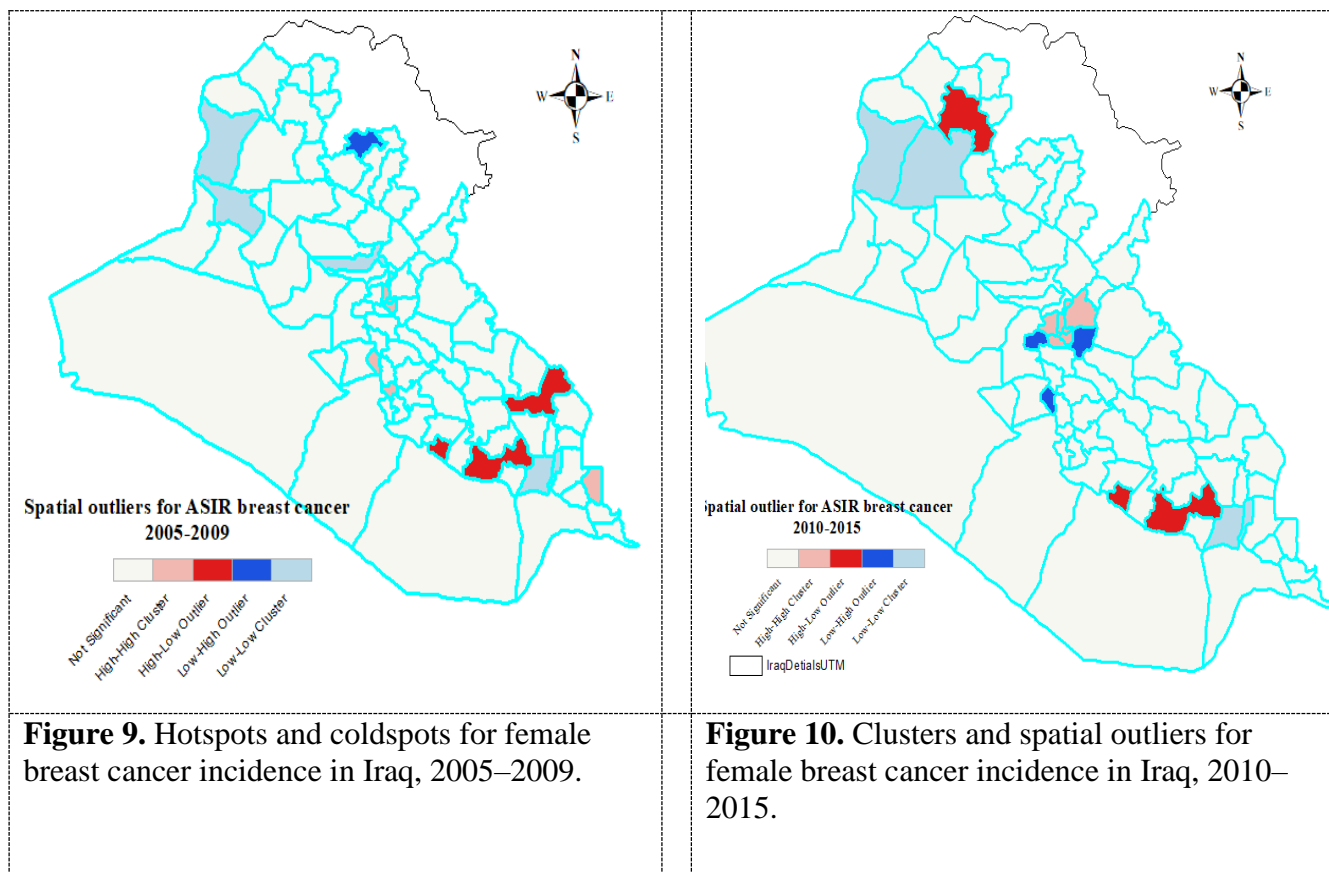 N
W E
S
Spatial outliers for ASIR breast cancer
2005-2009
Not Significant
High-High Cluster
High-Low Outlier
Low-High Outlier
Low-Low Cluster
Figure 9. Hotspots and coldspots for female
breast cancer incidence in Iraq, 2005–2009.
N
W E
S
patial outlier for ASIR breast cancer
2010-2015
Not Significant
High-High Cluster
High-Low Outlier
Low-High Outlier
Low-Low Cluster
IraqDetialsUTM
Figure 10. Clusters and spatial outliers for
female breast cancer incidence in Iraq, 2010–
2015.